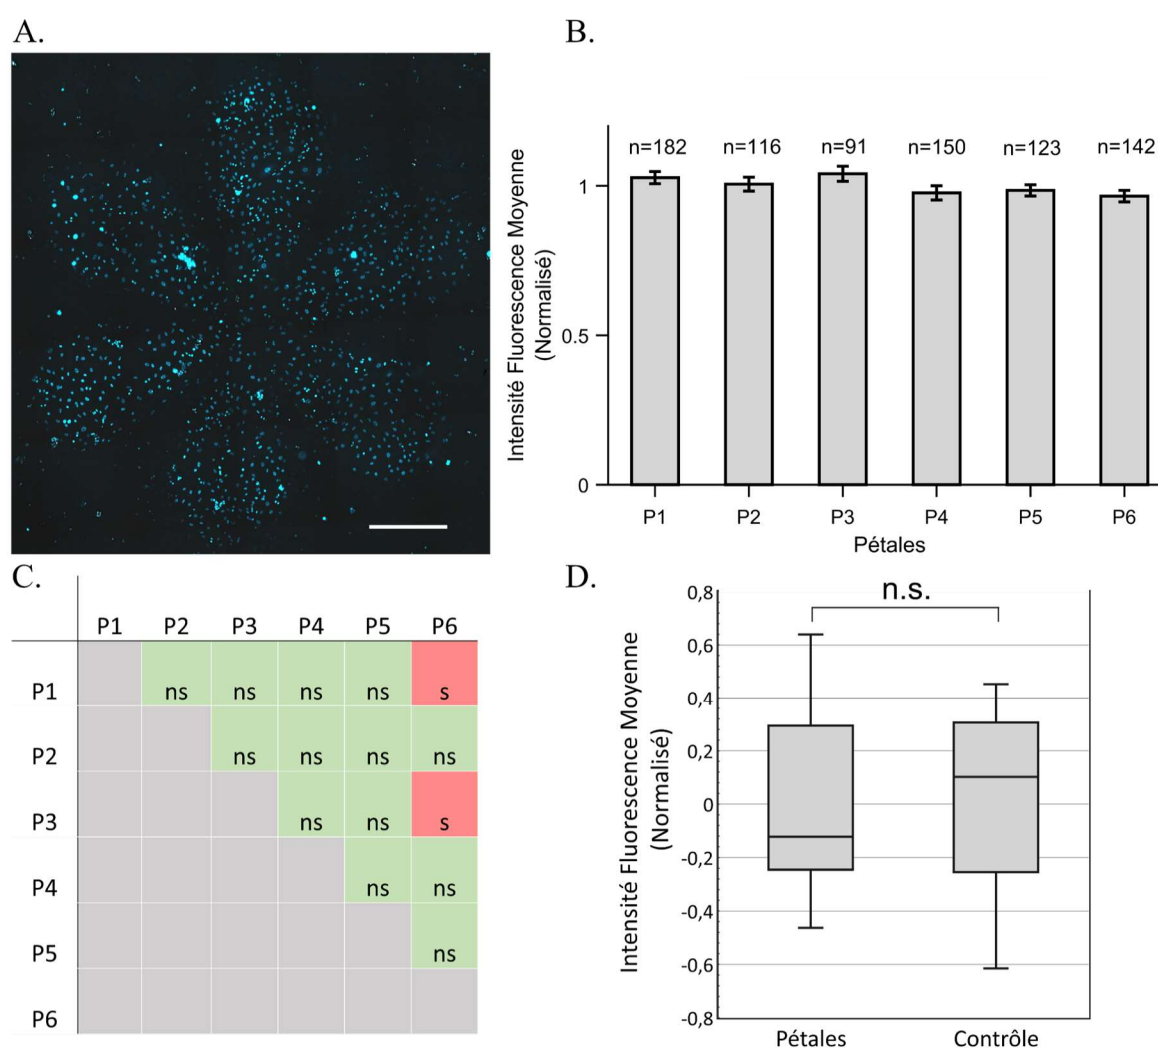 A.
B.
Intensité Fluorescence Moyenne
(Normalisé)
n=182 n=116 n=91 n=150 n=123 n=142
1
0.5
0
P1 P2 P3 P4 P5 P6
Pétales
C.
P1 P2 P3 P4 P5 P6
P1 ns ns ns ns s
P2 ns ns ns ns
P3 ns ns s
P4 ns ns
P5 ns
P6
D.
Intensité Fluorescence Moyenne
(Normalisé)
n.s.
0,8
0,6
0,4
0,2
0
-0,2
-0,4
-0,6
-0,8
Pétales Contrôle